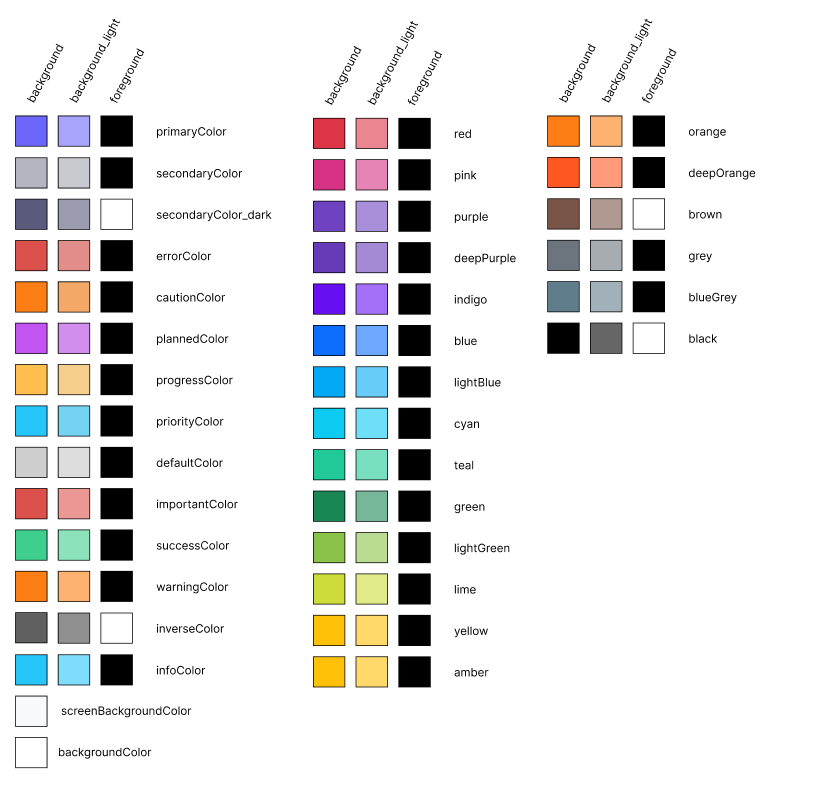 background
background_light
foreground
primaryColor
secondaryColor
secondaryColor_dark
errorColor
cautionColor
plannedColor
progressColor
priorityColor
defaultColor
importantColor
successColor
warningColor
inverseColor
infoColor
screenBackgroundColor
backgroundColor
background
background_light
foreground
red
pink
purple
deepPurple
indigo
blue
lightBlue
cyan
teal
green
lightGreen
lime
yellow
amber
background
background_light
foreground
orange
deepOrange
brown
grey
blueGrey
black